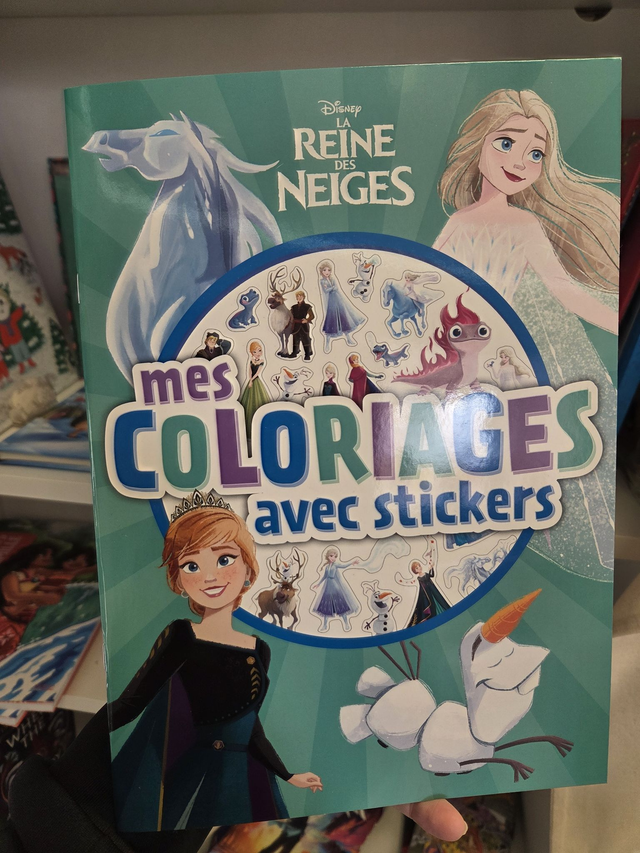 Disney
LA
REINE
DES
NEIGES
mes
COLORIAGES
avec stickers